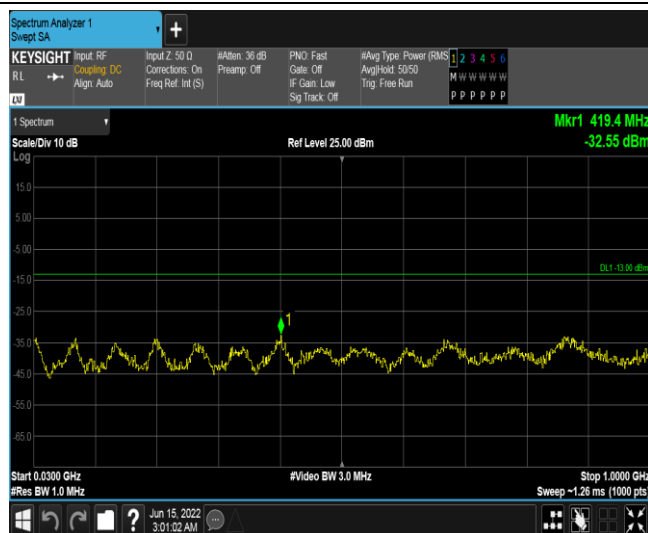 Spectrum Analyzer 1
Swept SA
+
KEYSIGHT
RL
LXI
Input: RF
Coupling: DC
Align: Auto
Input Z: 50 Ω
Corrections: On
Freq Ref: Int (S)
#Atten: 36 dB
Preamp: Off
PNO: Fast
Gate: Off
IF Gain: Low
Sig Track: Off
#Avg Type: Power (RMS
Avg|Hold: 50/50
Trig: Free Run
1 2 3 4 5 6
M W W W W W
P P P P P P
1 Spectrum
Mkr1 419.4 MHz
Scale/Div 10 dB
Ref Level 25.00 dBm
-32.55 dBm
Log
15.0
5.00
-5.00
DL1 -13.00 dBm
-15.0
-25.0
1
-35.0
-45.0
-55.0
-65.0
Start 0.0300 GHz
#Video BW 3.0 MHz
Stop 1.0000 GHz
#Res BW 1.0 MHz
Sweep ~1.26 ms (1000 pts)
?
Jun 15, 2022
3:01:02 AM